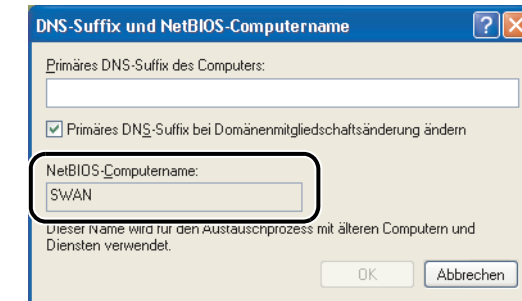 DNS-Suffix und NetBIOS-Computername
Primäres DNS-Suffix des Computers:
Primäres DNS-Suffix bei Domänenmitgliedschaftsänderung ändern
NetBIOS-Computername:
SWAN
Dieser Name wird für den Austauschprozess mit älteren Computern und
Diensten verwendet.
OK Abbrechen